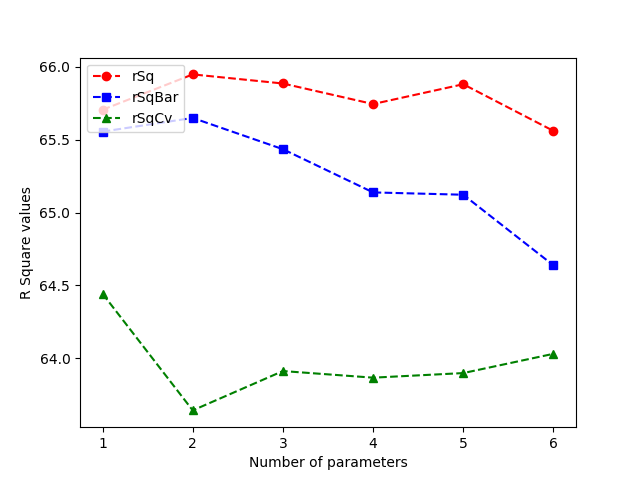 66.0
65.5
65.0
64.5
64.0
R Square values
rSq
rSqBar
rSqCv
1 2 3 4 5 6
Number of parameters